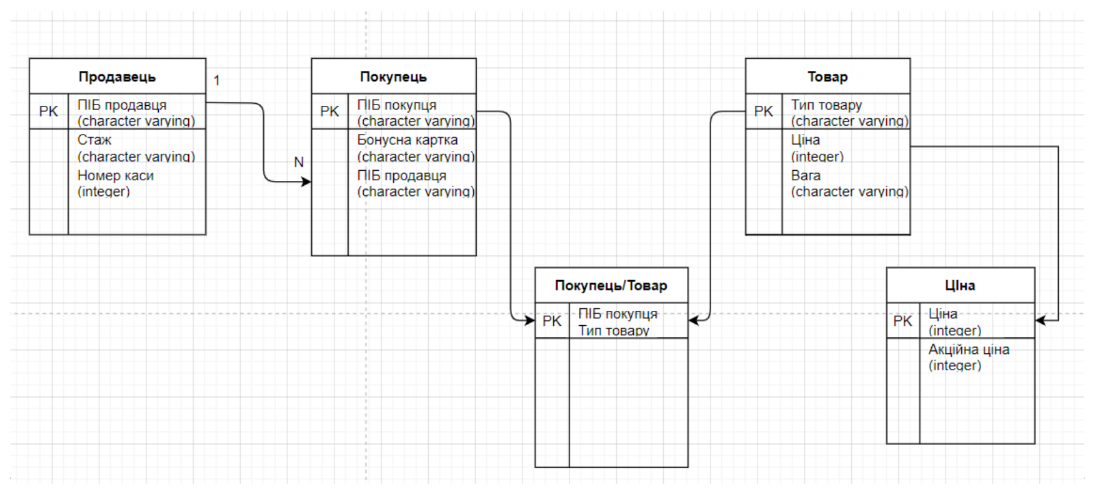 Продавець
1
PK
ПІБ продавця
(character varying)
Стаж
(character varying)
Номер каси
(integer)
N
Покупець
PK
ПІБ покупця
(character varying)
Бонусна картка
(character varying)
ПІБ продавця
(character varying)
Товар
PK
Тип товару
(character varying)
Ціна
(integer)
Вага
(character varying)
Покупець/Товар
PK
ПІБ покупця
Тип товару
ЦІна
PK
Ціна
(integer)
Акційна ціна
(integer)